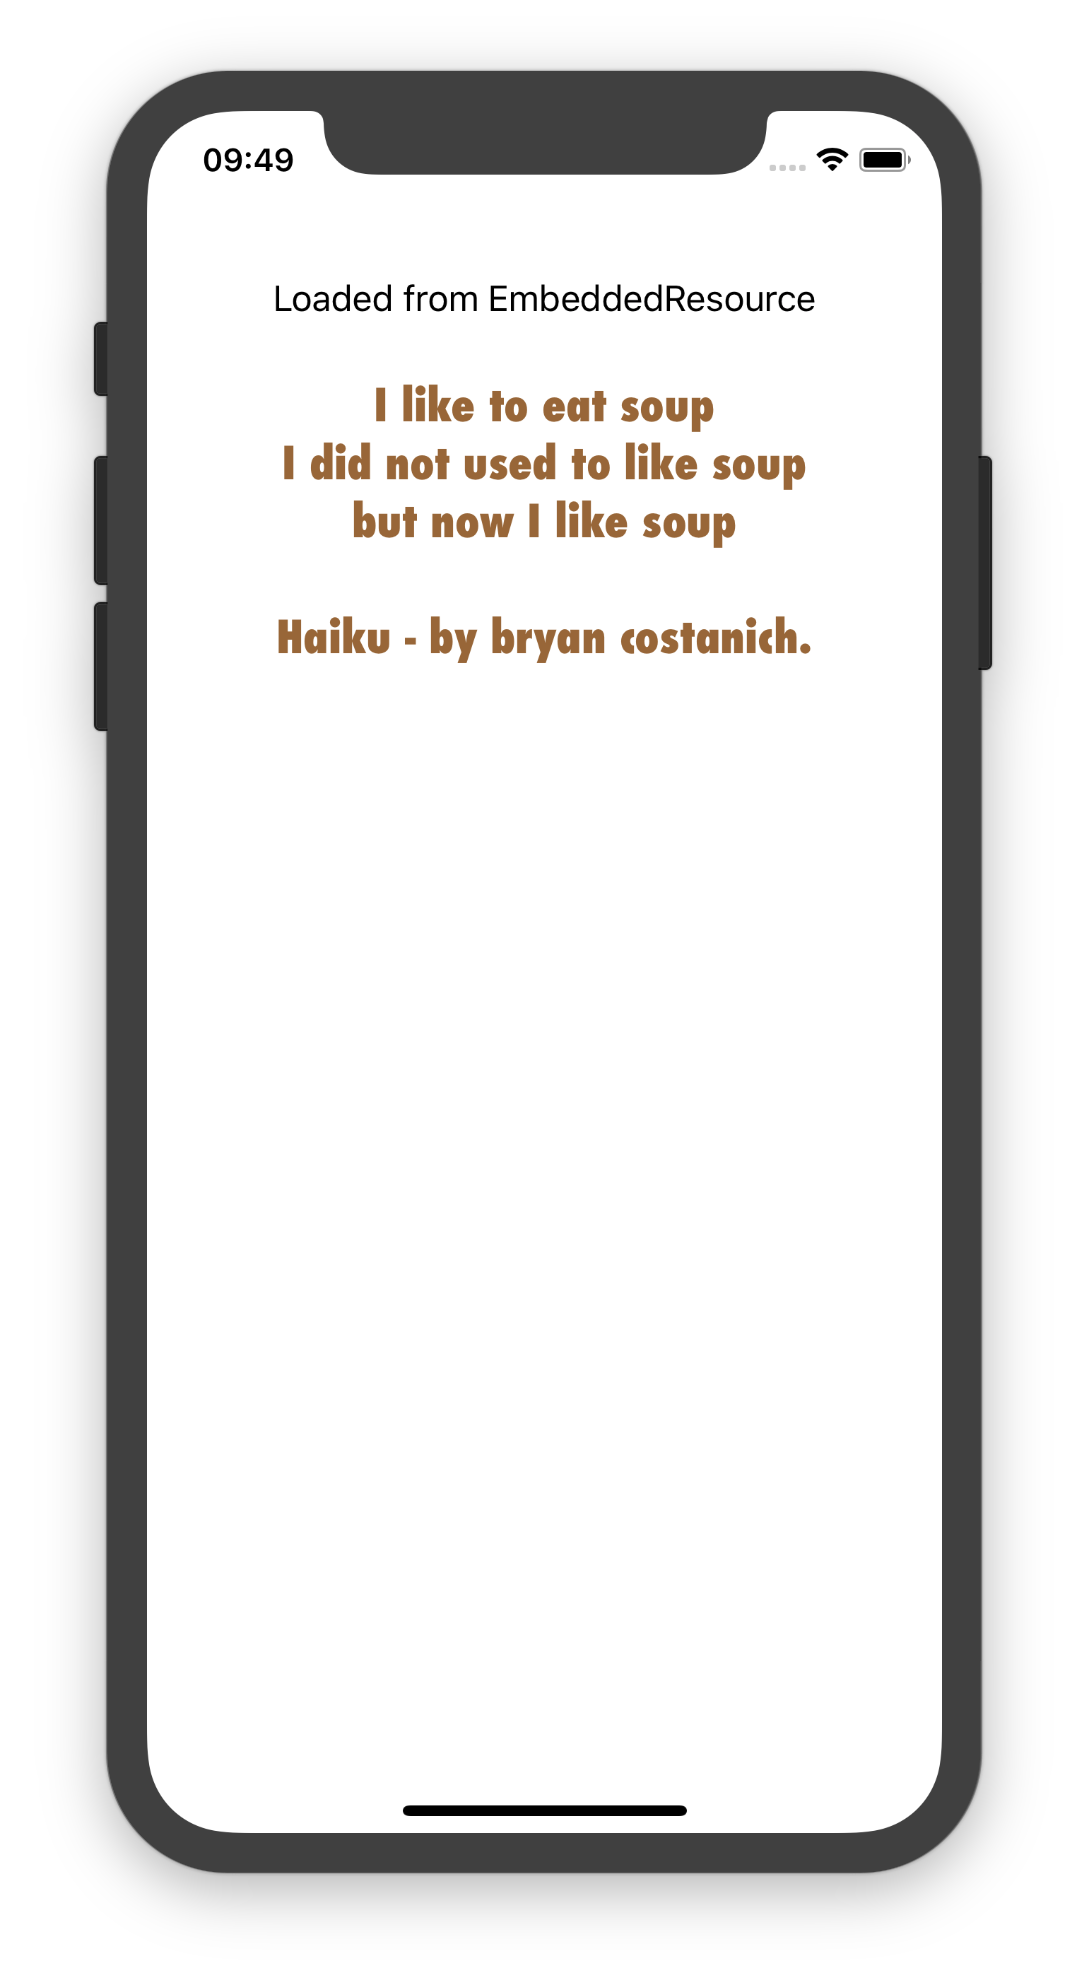 09:49
Loaded from EmbeddedResource
I like to eat soup
I did not used to like soup
but now I like soup
Haiku - by bryan costanich.